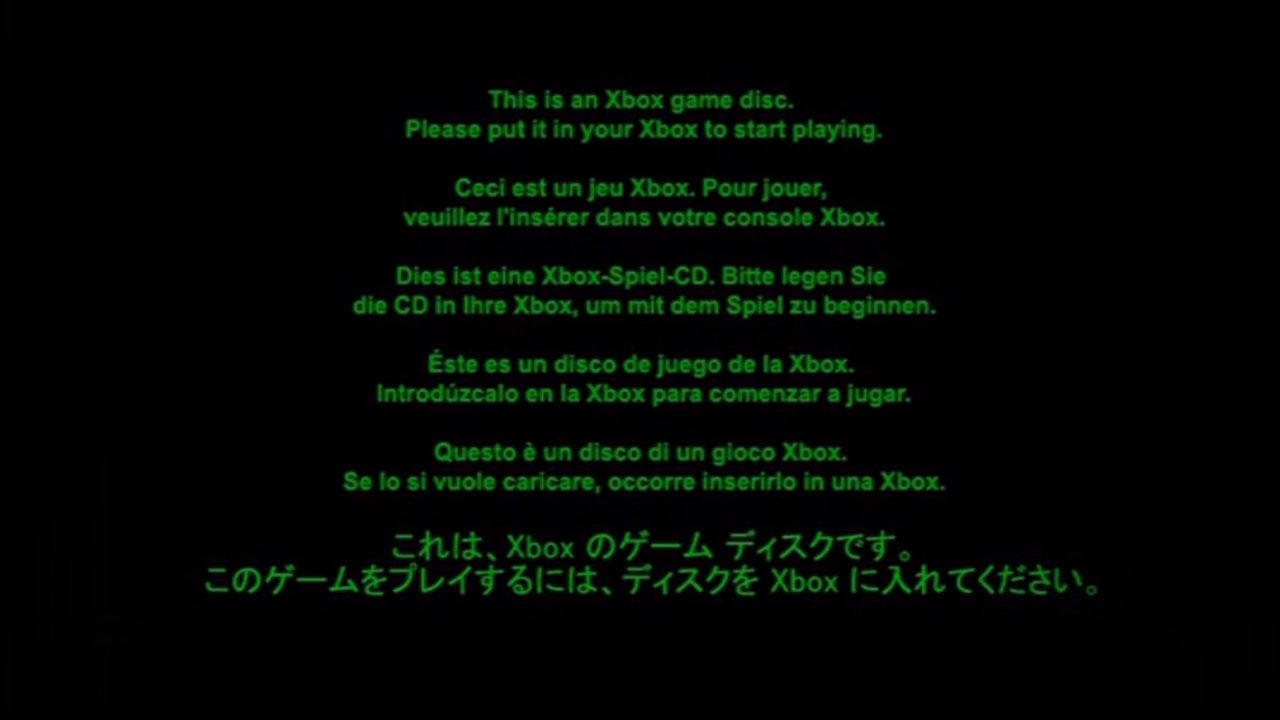 This is an Xbox game disc.
Please put it in your Xbox to start playing.
Ceci est un jeu Xbox. Pour jouer,
veuillez l'insérer dans votre console Xbox.
Dies ist eine Xbox-Spiel-CD. Bitte legen Sie
die CD in Ihre Xbox, um mit dem Spiel zu beginnen.
Éste es un disco de juego de la Xbox.
Introdúzcalo en la Xbox para comenzar a jugar.
Questo è un disco di un gioco Xbox.
Se lo si vuole caricare, occorre inserirlo in una Xbox.
これは、Xbox のゲーム ディスクです。
このゲームをプレイするには、ディスクを Xbox に入れてください。